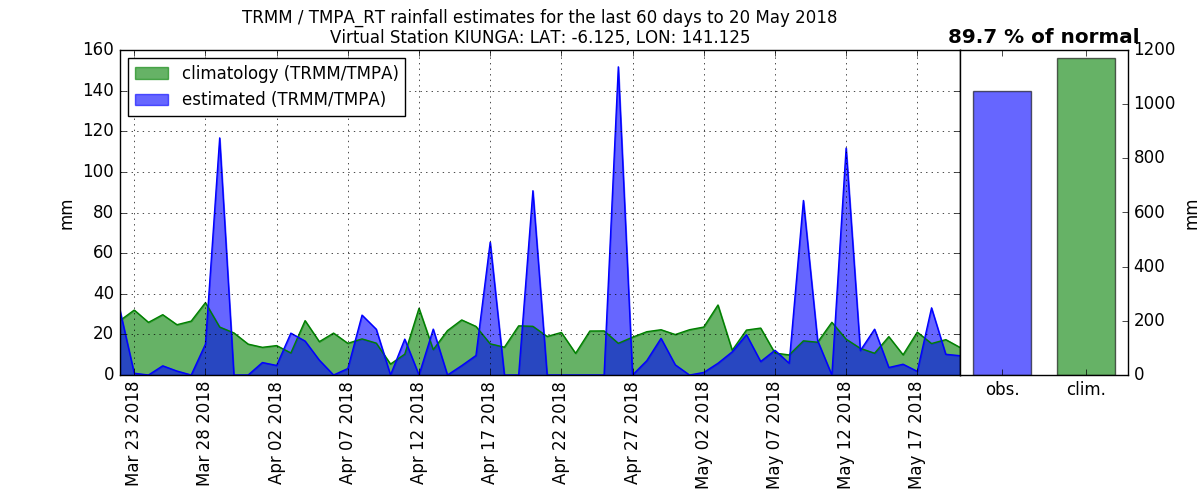 TRMM / TMPA_RT rainfall estimates for the last 60 days to 20 May 2018
Virtual Station KIUNGA: LAT: -6.125, LON: 141.125
89.7 % of normal
climatology (TRMM/TMPA)
estimated (TRMM/TMPA)
mm
160
140
120
100
80
60
40
20
0
Mar 23 2018
Mar 28 2018
Apr 02 2018
Apr 07 2018
Apr 12 2018
Apr 17 2018
Apr 22 2018
Apr 27 2018
May 02 2018
May 07 2018
May 12 2018
May 17 2018
obs.
clim.
1200
1000
800
600
400
200
0
mm